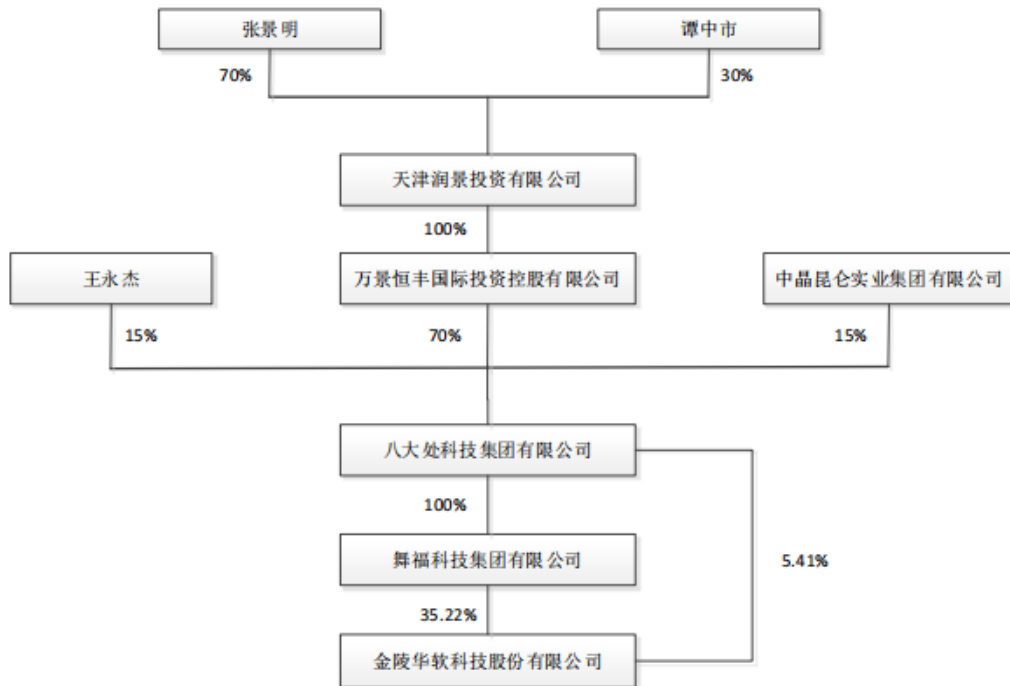 张景明
谭中市
70%
30%
天津润景投资有限公司
100%
王永杰
万景恒丰国际投资控股有限公司
中晶昆仑实业集团有限公司
15%
70%
15%
八大处科技集团有限公司
100%
舞福科技集团有限公司
5.41%
35.22%
金陵华软科技股份有限公司